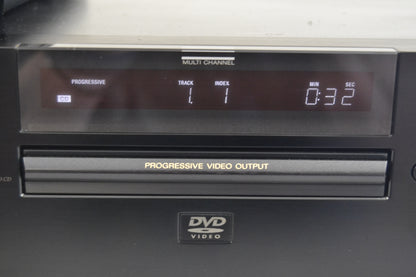 MULTI CHANNEL
PROGRESSIVE TRACK INDEX MIN SEC
CD 1. 1 0:32
PROGRESSIVE VIDEO OUTPUT
DVD
VIDEO